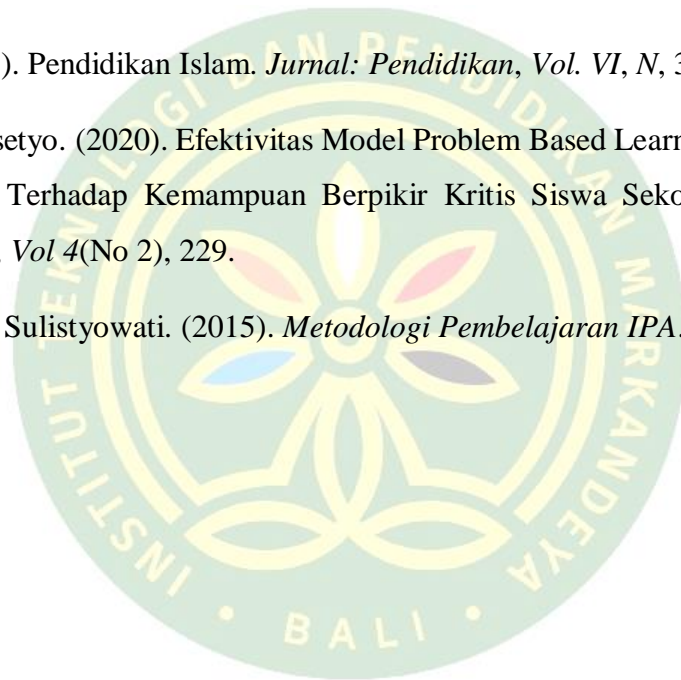 ). Pendidikan Islam. Jurnal: Pendidikan, Vol. VI, N, 3
setyo. (2020). Efektivitas Model Problem Based Learn
Terhadap Kemampuan Berpikir Kritis Siswa Seko
, Vol 4(No 2), 229.
Sulistyowati. (2015). Metodologi Pembelajaran IPA.
INSTITUT TEKNOLOGI DAN PENDIDIKAN MARKANDEYA
• BALI •